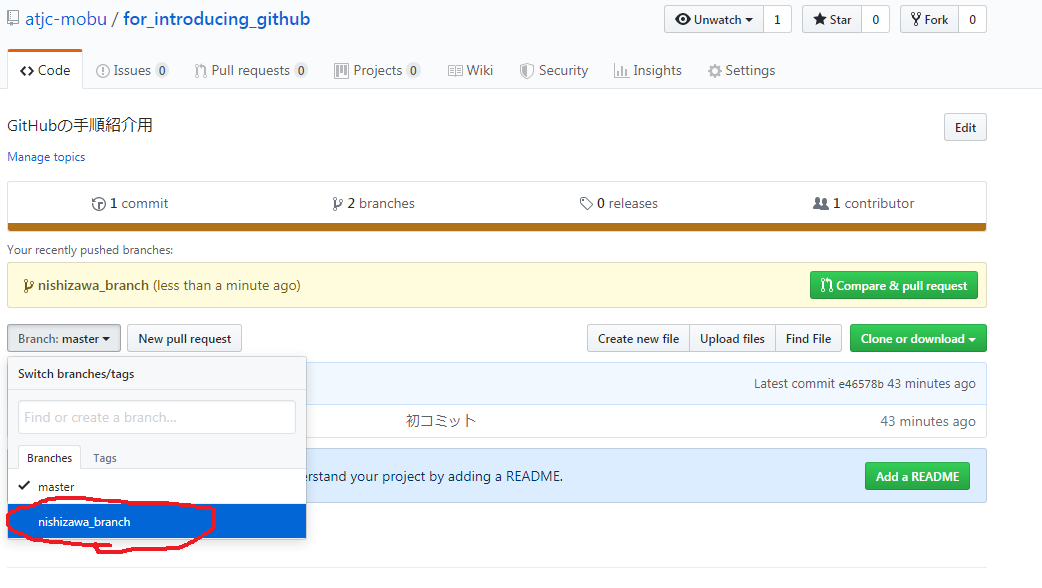 atjc-mobu / for_introducing_github
Unwatch 1 Star 0 Fork 0
Code Issues 0 Pull requests 0 Projects 0 Wiki Security Insights Settings
GitHubの手順紹介用 Edit
Manage topics
1 commit 2 branches 0 releases 1 contributor
Your recently pushed branches:
nishizawa_branch (less than a minute ago) Compare & pull request
Branch: master New pull request Create new file Upload files Find File Clone or download
Switch branches/tags
Latest commit e46578b 43 minutes ago
Find or create a branch...
初コミット 43 minutes ago
Branches Tags
erstand your project by adding a README. Add a README
master
nishizawa_branch